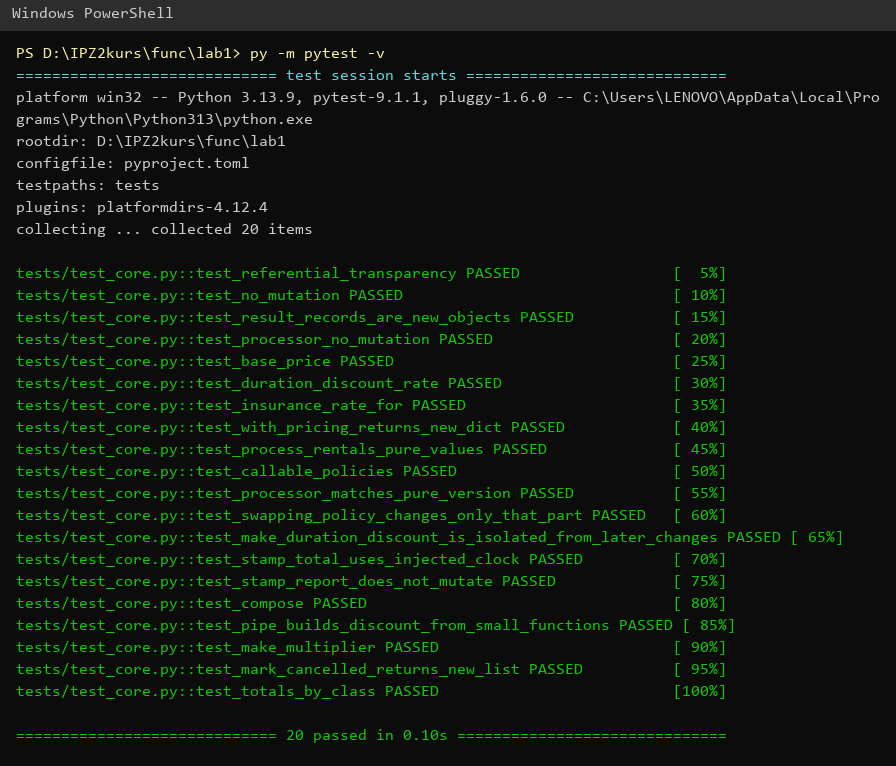 Windows PowerShell
PS D:\IPZ2kurs\func\lab1> py -m pytest -v
============================= test session starts =============================
platform win32 -- Python 3.13.9, pytest-9.1.1, pluggy-1.6.0 -- C:\Users\LENOVO\AppData\Local\Pro
grams\Python\Python313\python.exe
rootdir: D:\IPZ2kurs\func\lab1
configfile: pyproject.toml
testpaths: tests
plugins: platformdirs-4.12.4
collecting ... collected 20 items
tests/test_core.py::test_referential_transparency PASSED                 [  5%]
tests/test_core.py::test_no_mutation PASSED                              [ 10%]
tests/test_core.py::test_result_records_are_new_objects PASSED           [ 15%]
tests/test_core.py::test_processor_no_mutation PASSED                    [ 20%]
tests/test_core.py::test_base_price PASSED                               [ 25%]
tests/test_core.py::test_duration_discount_rate PASSED                   [ 30%]
tests/test_core.py::test_insurance_rate_for PASSED                       [ 35%]
tests/test_core.py::test_with_pricing_returns_new_dict PASSED            [ 40%]
tests/test_core.py::test_process_rentals_pure_values PASSED              [ 45%]
tests/test_core.py::test_callable_policies PASSED                        [ 50%]
tests/test_core.py::test_processor_matches_pure_version PASSED           [ 55%]
tests/test_core.py::test_swapping_policy_changes_only_that_part PASSED   [ 60%]
tests/test_core.py::test_make_duration_discount_is_isolated_from_later_changes PASSED [ 65%]
tests/test_core.py::test_stamp_total_uses_injected_clock PASSED          [ 70%]
tests/test_core.py::test_stamp_report_does_not_mutate PASSED             [ 75%]
tests/test_core.py::test_compose PASSED                                  [ 80%]
tests/test_core.py::test_pipe_builds_discount_from_small_functions PASSED [ 85%]
tests/test_core.py::test_make_multiplier PASSED                          [ 90%]
tests/test_core.py::test_mark_cancelled_returns_new_list PASSED          [ 95%]
tests/test_core.py::test_totals_by_class PASSED                          [100%]
============================= 20 passed in 0.10s ==============================